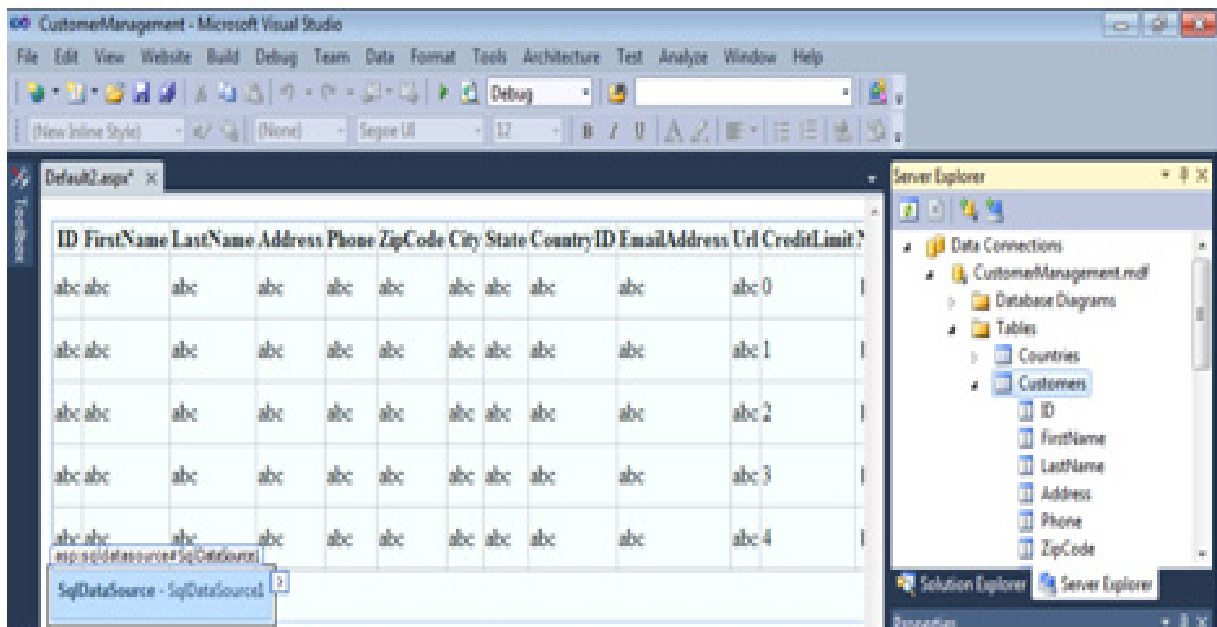 CustomerManagement - Microsoft Visual Studio
File Edit View Website Build Debug Team Data Format Tools Architecture Test Analyze Window Help
Debug
(New Inline Style) (None) Segoe UI 12 B I U A
Toolbox
Default2.aspx*
ID FirstName LastName Address Phone ZipCode City State CountryID EmailAddress Url CreditLimit
abc abc abc abc abc abc abc abc abc abc abc 0
abc abc abc abc abc abc abc abc abc abc abc 1
abc abc abc abc abc abc abc abc abc abc abc 2
abc abc abc abc abc abc abc abc abc abc abc 3
abc abc abc abc abc abc abc abc abc abc abc 4
asp:sqldatasource#SqlDataSource1
SqlDataSource - SqlDataSource1
Server Explorer
Data Connections
CustomerManagement.mdf
Database Diagrams
Tables
Countries
Customers
ID
FirstName
LastName
Address
Phone
ZipCode
Solution Explorer Server Explorer
Properties